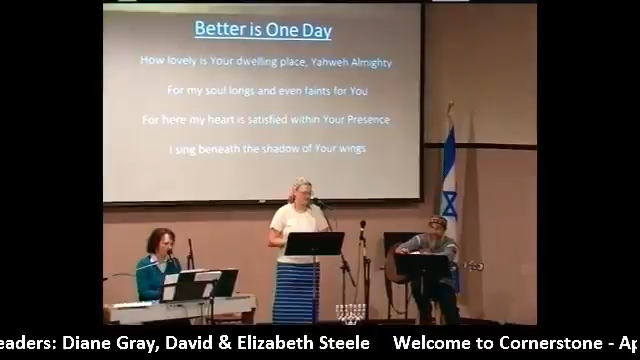 Better is One Day
How lovely is Your dwelling place, Yahweh Almighty
For my soul longs and even faints for You
For here my heart is satisfied within Your Presence
I sing beneath the shadow of Your wings
eaders: Diane Gray, David & Elizabeth Steele Welcome to Cornerstone - Ap